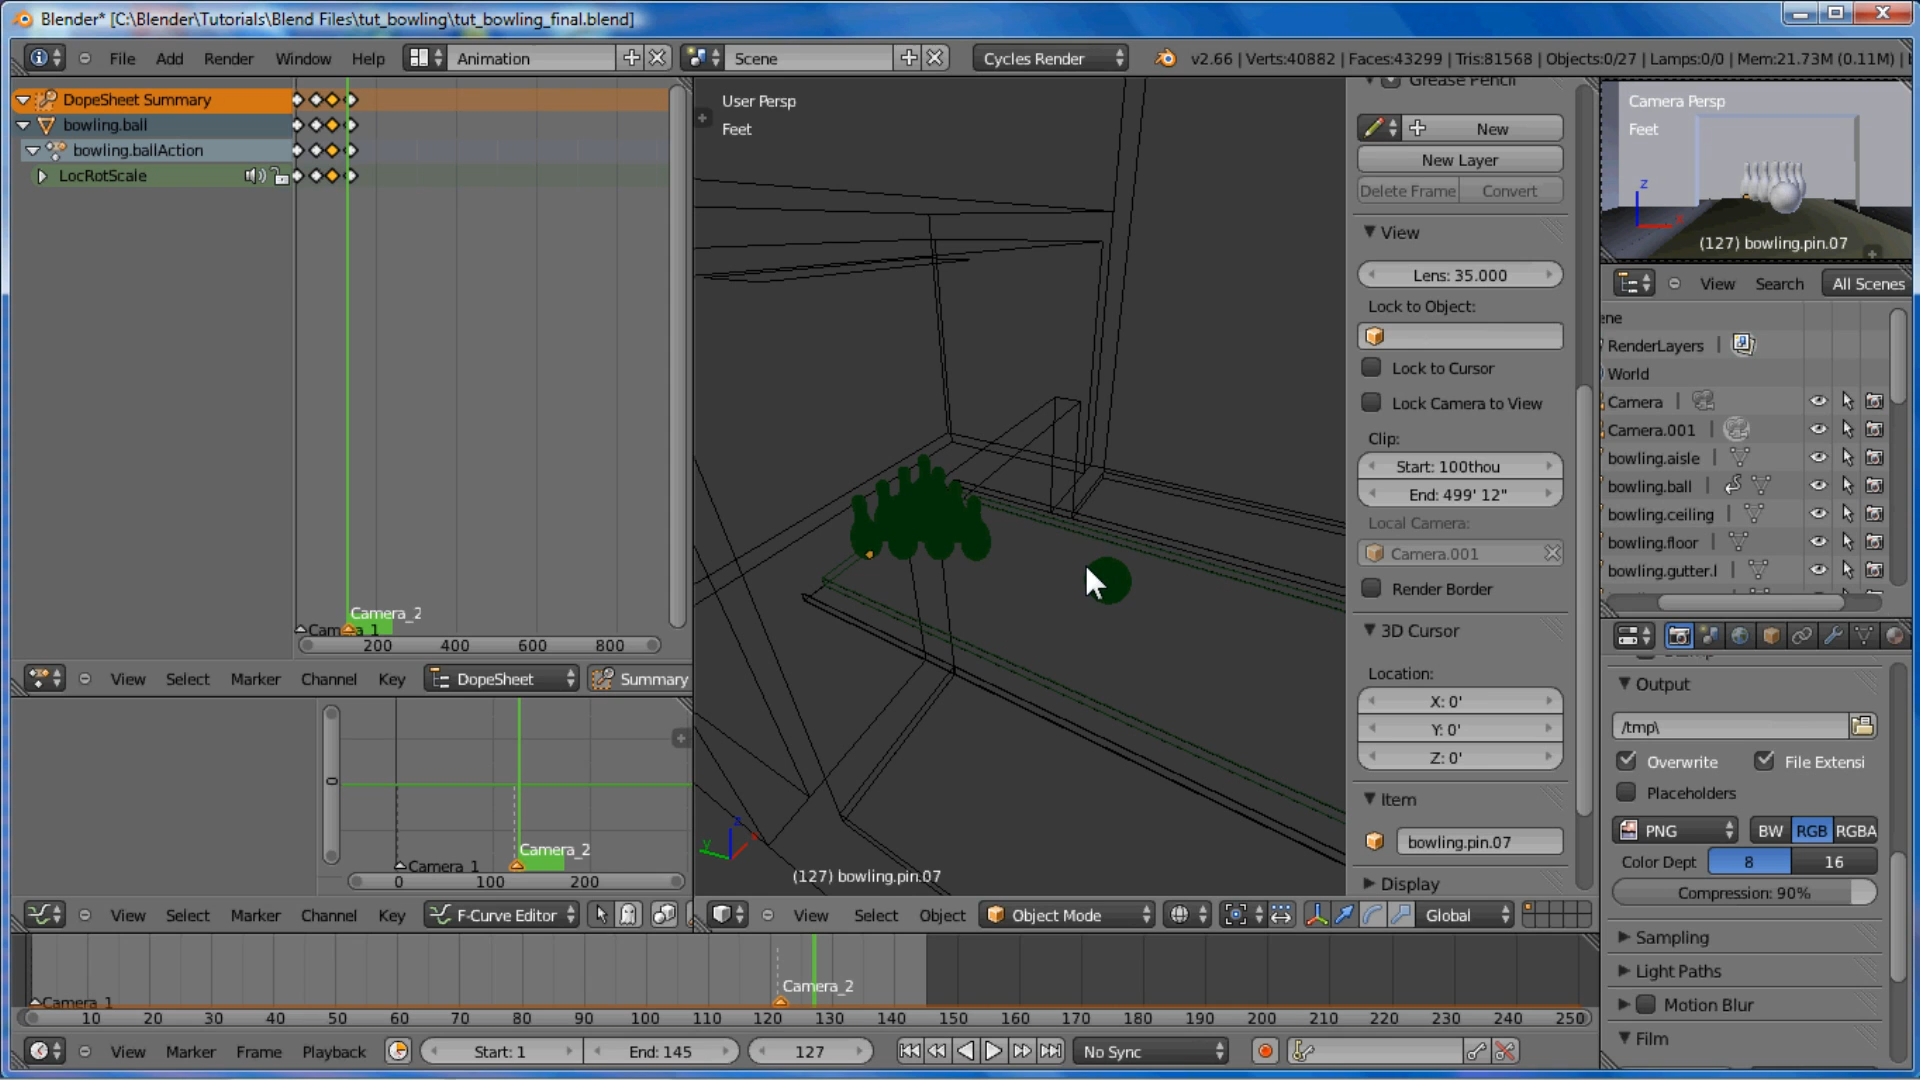 Blender* [C:\Blender\Tutorials\Blend Files\tut_bowling\tut_bowling_final.blend]
File Add Render Window Help Animation Scene Cycles Render v2.66 | Verts:40882 | Faces:43299 | Tris:81568 | Objects:0/27 | Lamps:0/0 | Mem:21.73M (0.11M) |
DopeSheet Summary
bowling.ball
bowling.ballAction
LocRotScale
Camera_2
200 400 600 800
View Select Marker Channel Key DopeSheet Summary
Camera_2
Camera_1
0 100 200
View Select Marker Channel Key F-Curve Editor
User Persp
Feet
(127) bowling.pin.07
View Select Object Object Mode Global
Grease Pencil
New
New Layer
Delete Frame Convert
View
Lens: 35.000
Lock to Object:
Lock to Cursor
Lock Camera to View
Clip:
Start: 100thou
End: 499' 12"
Local Camera:
Camera.001
Render Border
3D Cursor
Location:
X: 0'
Y: 0'
Z: 0'
Item
bowling.pin.07
Display
Camera Persp
Feet
z
(127) bowling.pin.07
View Search All Scenes
ene
RenderLayers |
World
Camera |
Camera.001 |
bowling.aisle
bowling.ball
bowling.ceiling
bowling.floor
bowling.gutter.l
Output
/tmp\
Overwrite File Extensi
Placeholders
PNG BW RGB RGBA
Color Dept 8 16
Compression: 90%
Sampling
Light Paths
Motion Blur
Film
Camera_2
Camera_1
10 20 30 40 50 60 70 80 90 100 110 120 130 140 150 160 170 180 190 200 210 220 230 240 250
View Marker Frame Playback Start: 1 End: 145 127 No Sync